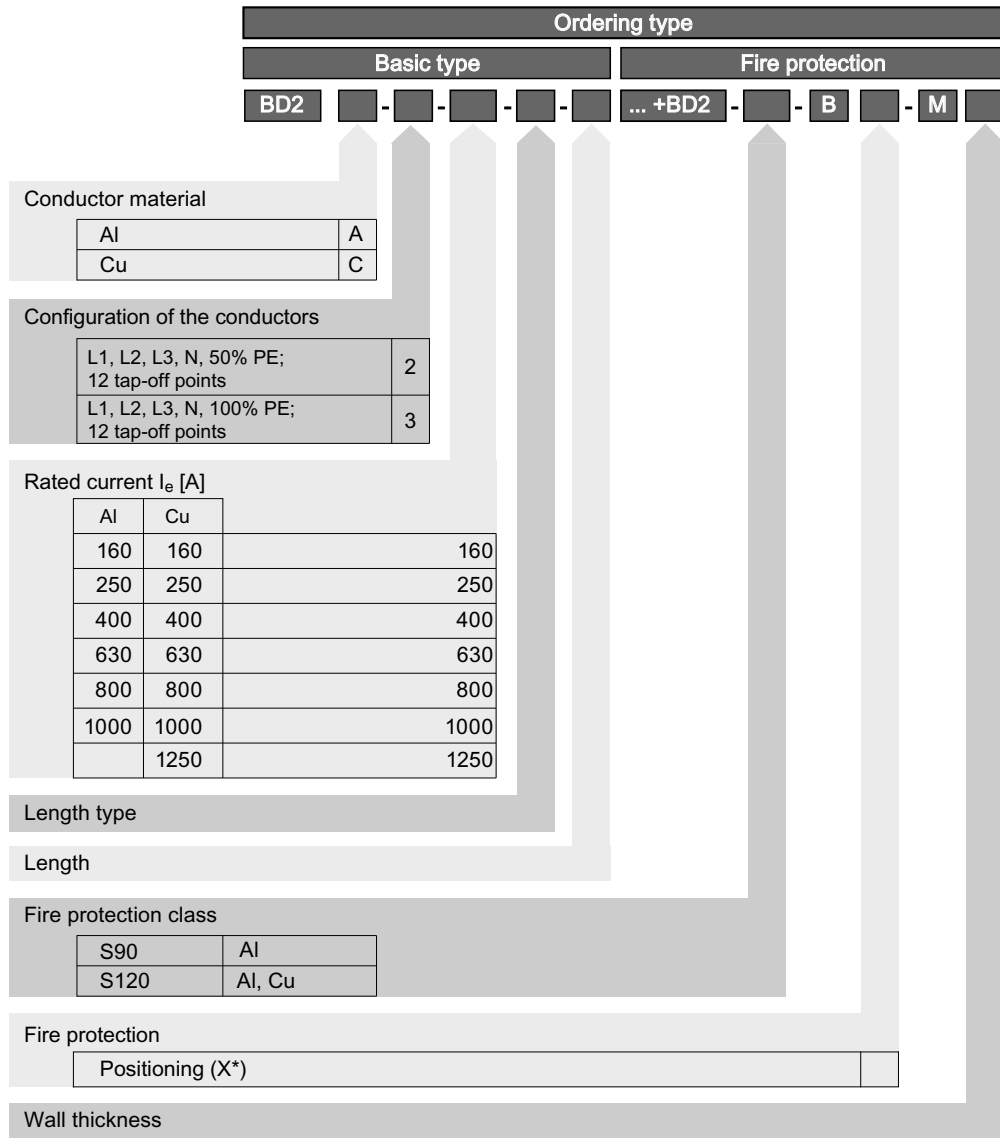 Ordering type
Basic type Fire protection
BD2 - - - - ... +BD2 - - B - M
Conductor material
Al A
Cu C
Configuration of the conductors
L1, L2, L3, N, 50% PE;
12 tap-off points
2
L1, L2, L3, N, 100% PE;
12 tap-off points
3
Rated current Ie [A]
Al Cu
160 160 160
250 250 250
400 400 400
630 630 630
800 800 800
1000 1000 1000
1250 1250
Length type
Length
Fire protection class
S90 Al
S120 Al, Cu
Fire protection
Positioning (X*)
Wall thickness